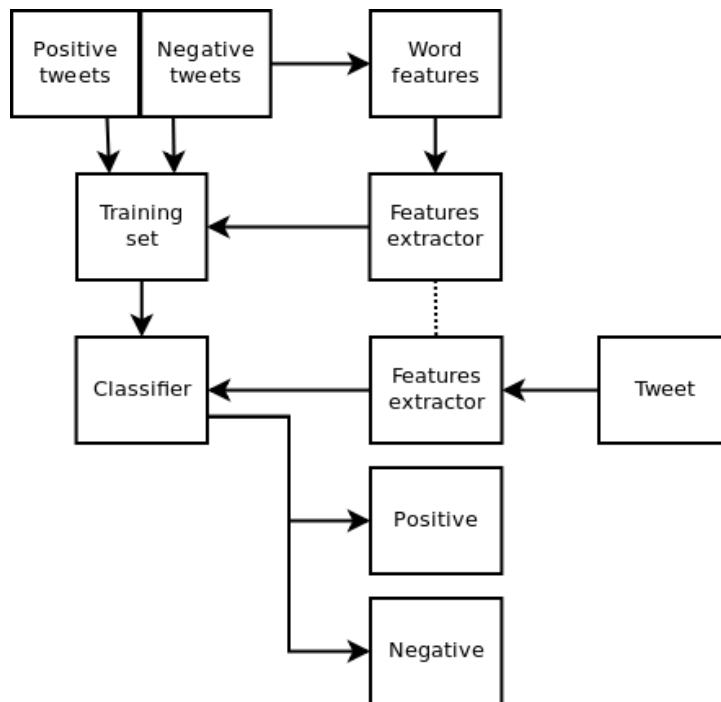 Positive
tweets
Negative
tweets
Word
features
Training
set
Features
extractor
Classifier
Features
extractor
Tweet
Positive
Negative